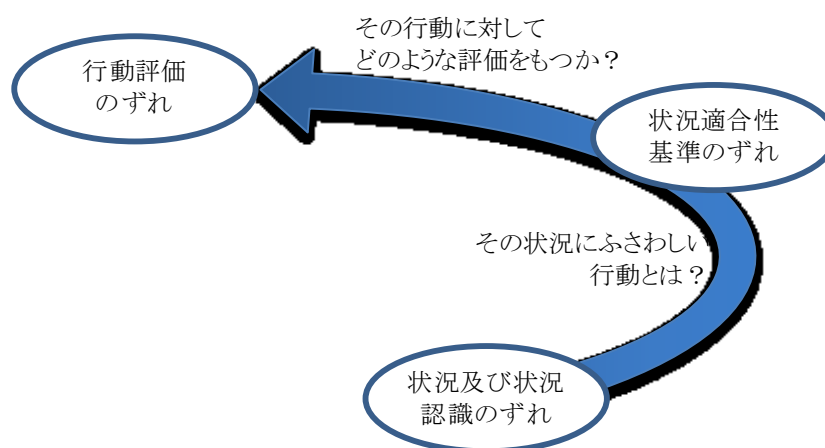 その行動に対して
どのような評価をもつか？
行動評価
のずれ
状況適合性
基準のずれ
その状況にふさわしい
行動とは？
状況及び状況
認識のずれ